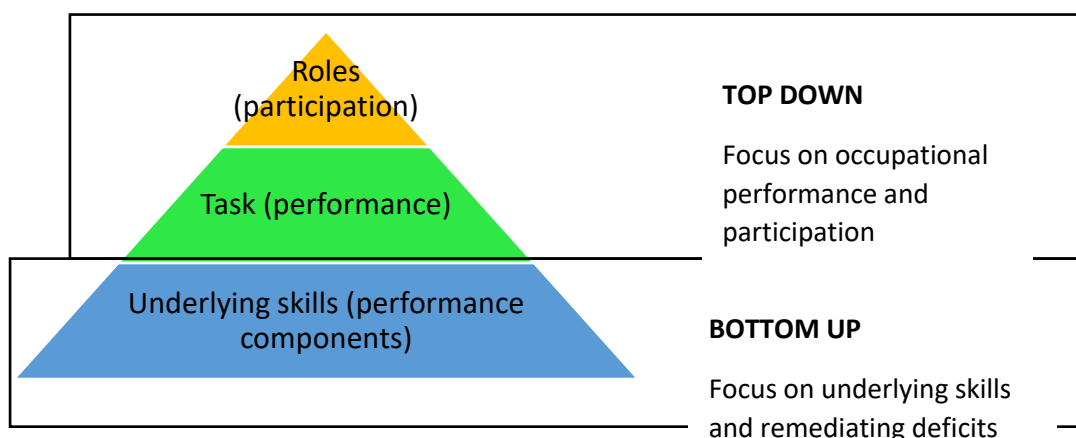 Roles
(participation)
Task (performance)
Underlying skills (performance
components)
TOP DOWN
Focus on occupational
performance and
participation
BOTTOM UP
Focus on underlying skills
and remediating deficits